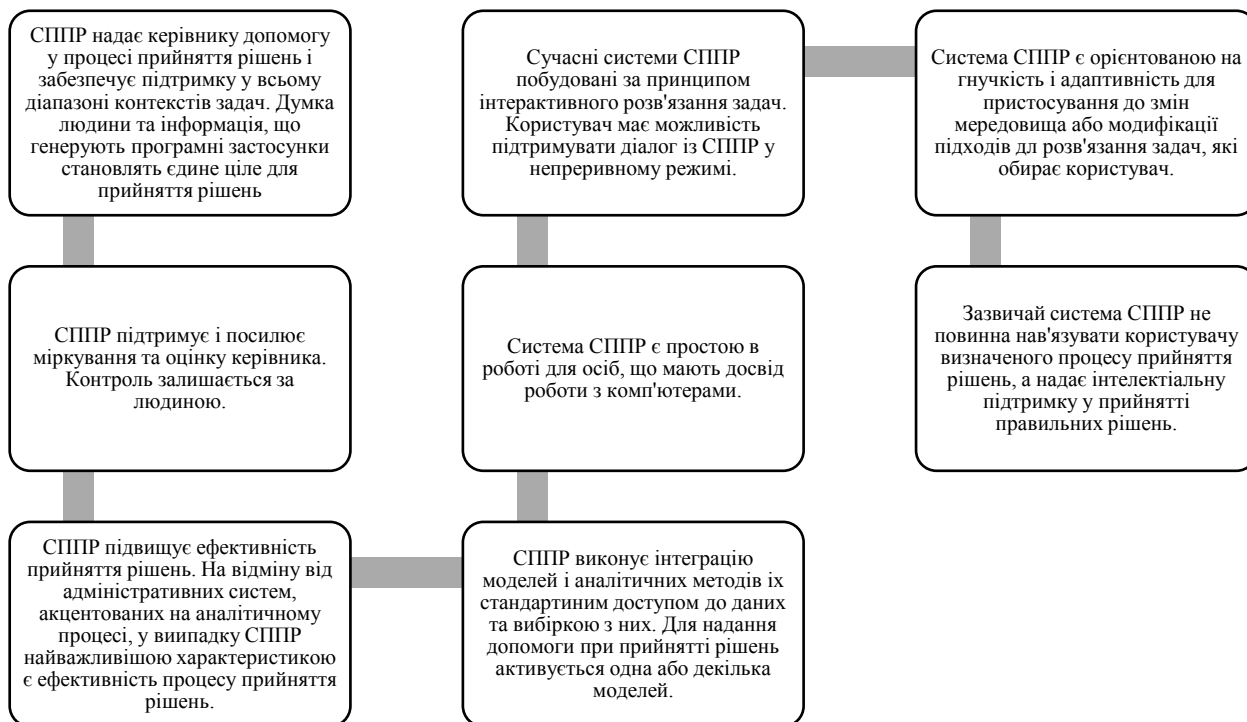 СППР надає керівнику допомогу
у процесі прийняття рішень і
забезпечує підтримку у всьому
діапазоні контекстів задач. Думка
людини та інформація, що
генерують програмні застосунки
становлять єдине ціле для
прийняття рішень
СППР підтримує і посилює
міркування та оцінку керівника.
Контроль залишається за
людиною.
СППР підвищує ефективність
прийняття рішень. На відміну від
адміністративних систем,
акцентованих на аналітичному
процесі, у виипадку СППР
найважливішою характеристикою
є ефективність процесу прийняття
рішень.
СППР виконує інтеграцію
моделей і аналітичних методів іх
стандартиним доступом до даних
та вибіркою з них. Для надання
допомоги при прийнятті рішень
активується одна або декілька
моделей.
Система СППР є простою в
роботі для осіб, що мають досвід
роботи з комп'ютерами.
Сучасні системи СППР
побудовані за принципом
інтерактивного розв'язання задач.
Користувач має можливість
підтримувати діалог із СППР у
непреривному режимі.
Система СППР є орієнтованою на
гнучкість і адаптивність для
пристосування до змін
мередовища або модифікації
підходів дл розв'язання задач, які
обирає користувач.
Зазвичай система СППР не
повинна нав'язувати користувачу
визначеного процесу прийняття
рішень, а надає інтелектіальну
підтримку у прийнятті
правильних рішень.